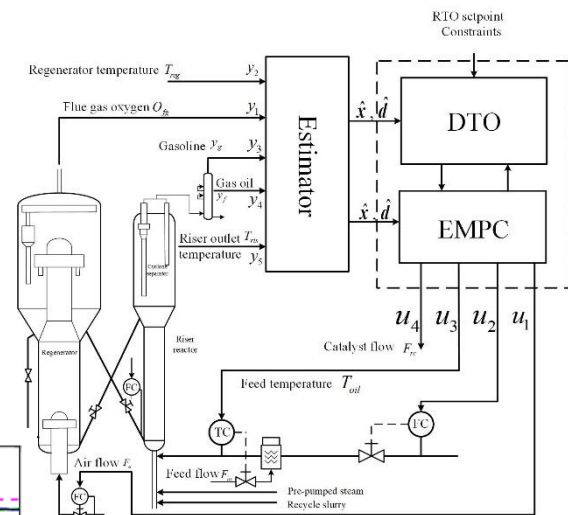 RTO setpoint
Constraints
Regenerator temperature T_reg
y₂
Flue gas oxygen O_fg
y₁
Gasoline y_g
y₃
Gas oil
y_f
y₄
Riser outlet T_ris
temperature
y₅
Estimator
x̂, d̂
DTO
x̂, d̂
EMPC
u₄
u₃
u₂
u₁
Catalyst flow F_rc
Regenerator
Riser
reactor
FC
Feed temperature T_oil
TC
FC
Air flow F_a
Feed flow
FC
Pre-pumped steam
Recycle slurry